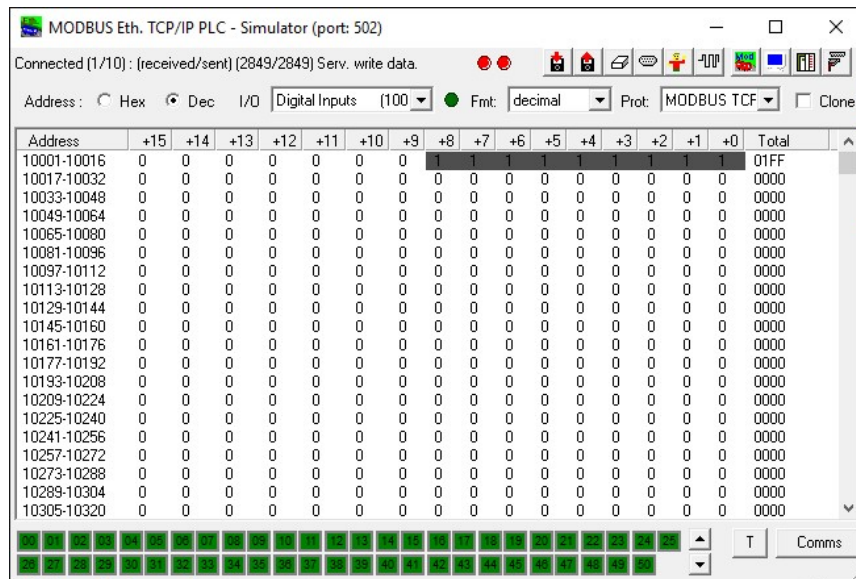 MODBUS Eth. TCP/IP PLC - Simulator (port: 502)
Connected (1/10) : (received/sent) (2849/2849) Serv. write data.
Address : Hex Dec I/O Digital Inputs (100 Fmt: decimal Prot: MODBUS TCP Clone
Address +15 +14 +13 +12 +11 +10 +9 +8 +7 +6 +5 +4 +3 +2 +1 +0 Total
10001-10016 0 0 0 0 0 0 0 1 1 1 1 1 1 1 1 1 01FF
10017-10032 0 0 0 0 0 0 0 0 0 0 0 0 0 0 0 0 0000
10033-10048 0 0 0 0 0 0 0 0 0 0 0 0 0 0 0 0 0000
10049-10064 0 0 0 0 0 0 0 0 0 0 0 0 0 0 0 0 0000
10065-10080 0 0 0 0 0 0 0 0 0 0 0 0 0 0 0 0 0000
10081-10096 0 0 0 0 0 0 0 0 0 0 0 0 0 0 0 0 0000
10097-10112 0 0 0 0 0 0 0 0 0 0 0 0 0 0 0 0 0000
10113-10128 0 0 0 0 0 0 0 0 0 0 0 0 0 0 0 0 0000
10129-10144 0 0 0 0 0 0 0 0 0 0 0 0 0 0 0 0 0000
10145-10160 0 0 0 0 0 0 0 0 0 0 0 0 0 0 0 0 0000
10161-10176 0 0 0 0 0 0 0 0 0 0 0 0 0 0 0 0 0000
10177-10192 0 0 0 0 0 0 0 0 0 0 0 0 0 0 0 0 0000
10193-10208 0 0 0 0 0 0 0 0 0 0 0 0 0 0 0 0 0000
10209-10224 0 0 0 0 0 0 0 0 0 0 0 0 0 0 0 0 0000
10225-10240 0 0 0 0 0 0 0 0 0 0 0 0 0 0 0 0 0000
10241-10256 0 0 0 0 0 0 0 0 0 0 0 0 0 0 0 0 0000
10257-10272 0 0 0 0 0 0 0 0 0 0 0 0 0 0 0 0 0000
10273-10288 0 0 0 0 0 0 0 0 0 0 0 0 0 0 0 0 0000
10289-10304 0 0 0 0 0 0 0 0 0 0 0 0 0 0 0 0 0000
10305-10320 0 0 0 0 0 0 0 0 0 0 0 0 0 0 0 0 0000
00 01 02 03 04 05 06 07 08 09 10 11 12 13 14 15 16 17 18 19 20 21 22 23 24 25 T Comms
26 27 28 29 30 31 32 33 34 35 36 37 38 39 40 41 42 43 44 45 46 47 48 49 50